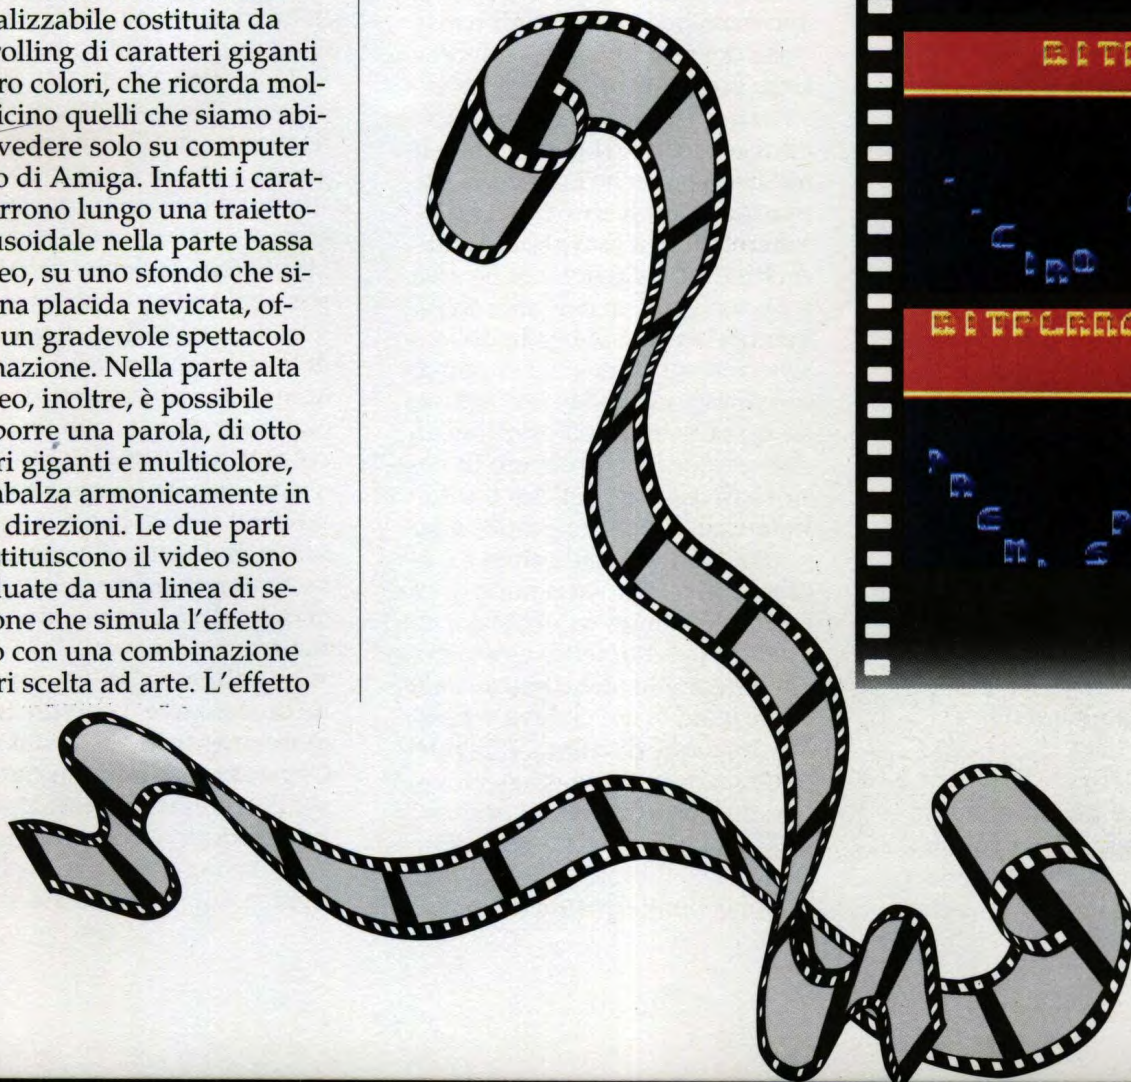 alizzabile costituita da
rolling di caratteri giganti
ro colori, che ricorda mol-
icino quelli che siamo abi-
vedere solo su computer
o di Amiga. Infatti i carat-
rrono lungo una traietto-
usoidale nella parte bassa
eo, su uno sfondo che si-
na placida nevicata, of-
un gradevole spettacolo
mazione. Nella parte alta
eo, inoltre, è possibile
porre una parola, di otto
ri giganti e multicolore,
mbalza armonicamente in
direzioni. Le due parti
tituiscono il video sono
duate da una linea di se-
one che simula l'effetto
o con una combinazione
ri scelta ad arte. L'effetto